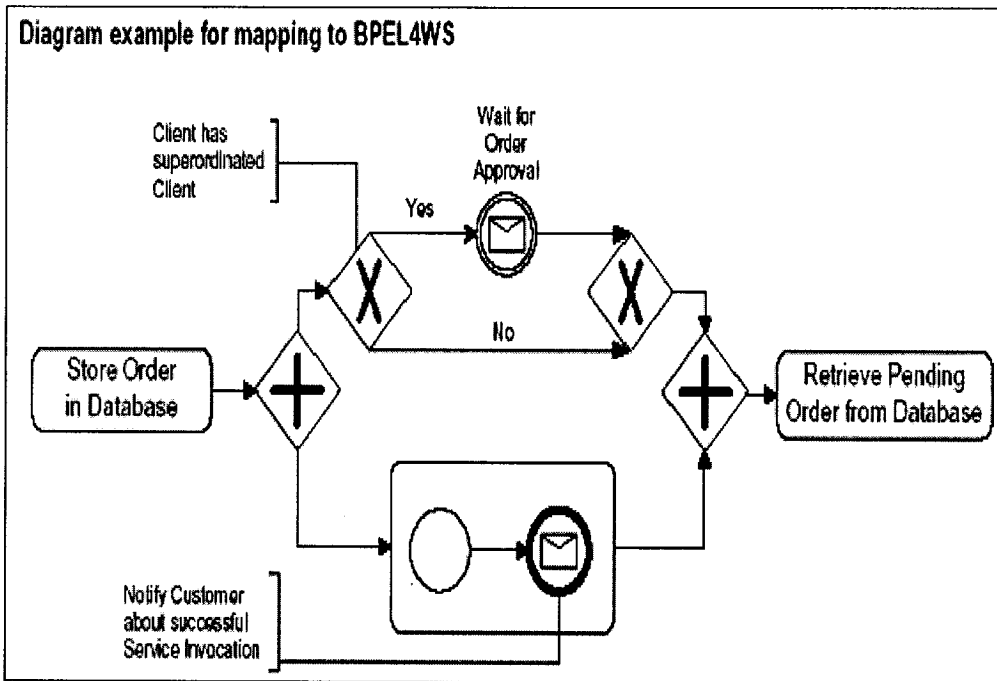 Diagram example for mapping to BPEL4WS
Client has
superordinated
Client
Wait for
Order
Approval
Yes
No
Store Order
in Database
Retrieve Pending
Order from Database
Notify Customer
about successful
Service Invocation